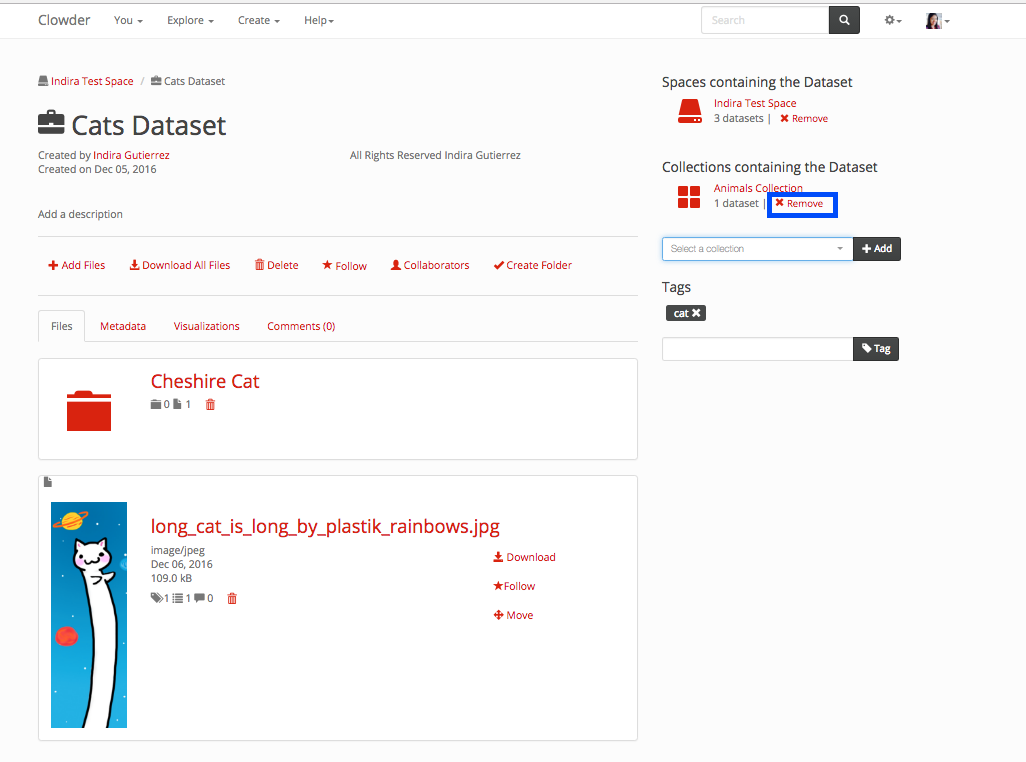 Clowder You Explore Create Help Search
Indira Test Space / Cats Dataset
Cats Dataset
Created by Indira Gutierrez
Created on Dec 05, 2016
All Rights Reserved Indira Gutierrez
Add a description
Add Files Download All Files Delete Follow Collaborators Create Folder
Files Metadata Visualizations Comments (0)
Cheshire Cat
0 1
long_cat_is_long_by_plastik_rainbows.jpg
image/jpeg
Dec 06, 2016
109.0 kB
1 1 0
Download
Follow
Move
Spaces containing the Dataset
Indira Test Space
3 datasets | Remove
Collections containing the Dataset
Animals Collection
1 dataset | Remove
Select a collection Add
Tags
cat
Tag